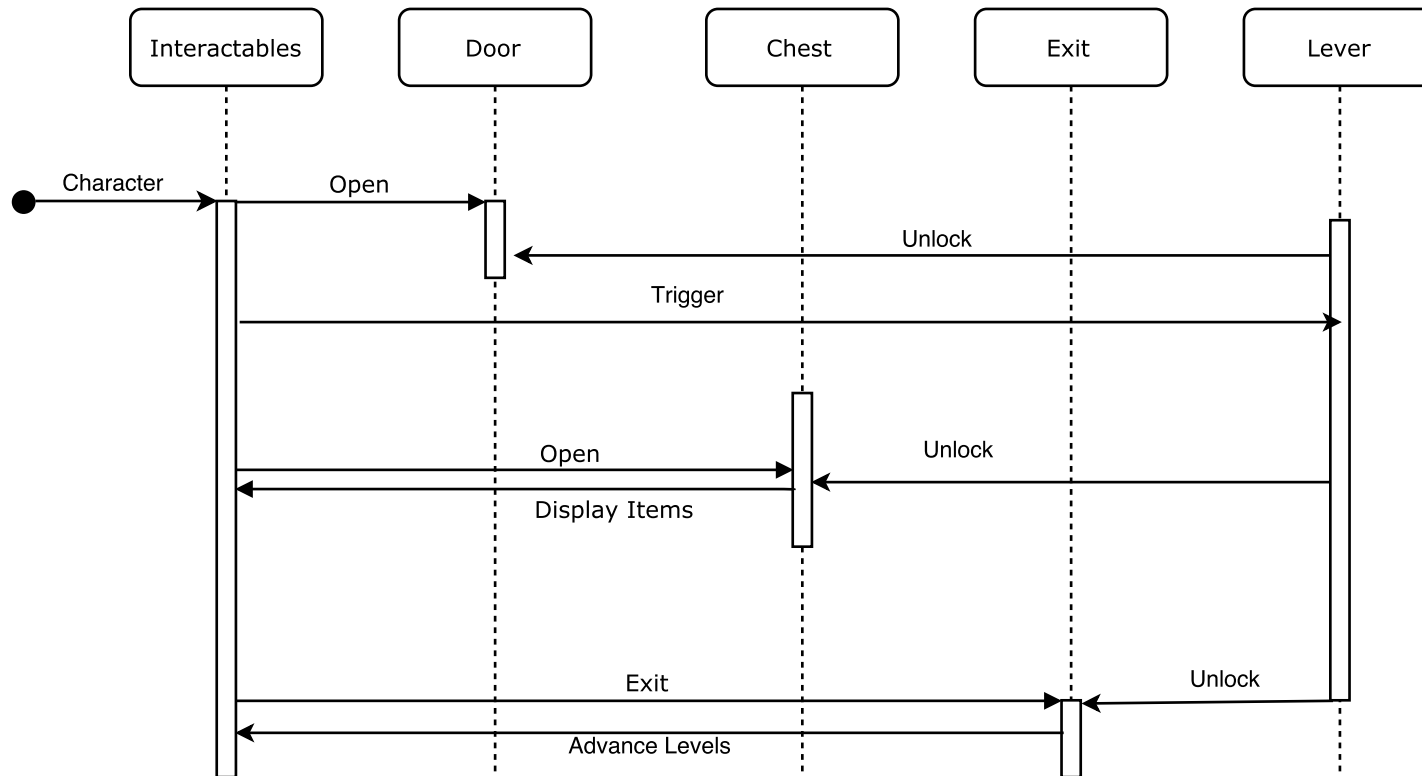 Interactables
Door
Chest
Exit
Lever
Character
Open
Unlock
Trigger
Open
Unlock
Display Items
Exit
Unlock
Advance Levels